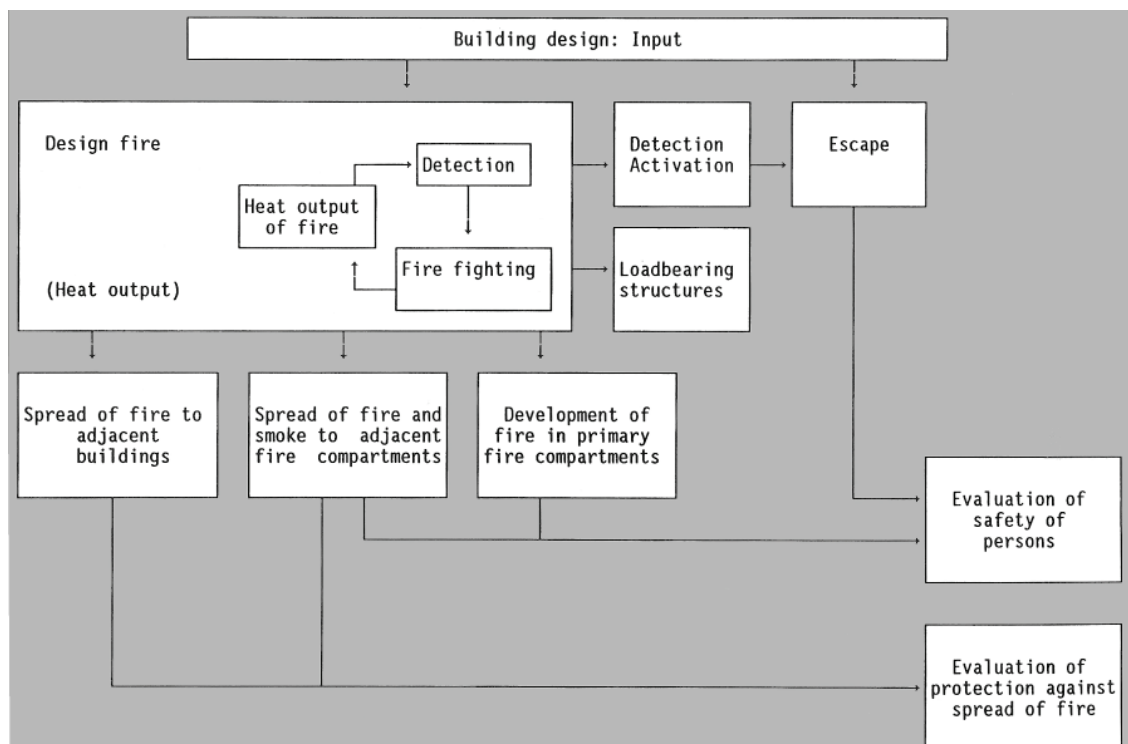 Building design: Input
Design fire
Detection
Heat output
of fire
Fire fighting
(Heat output)
Detection
Activation
Escape
Loadbearing
structures
Spread of fire to
adjacent
buildings
Spread of fire and
smoke to adjacent
fire compartments
Development of
fire in primary
fire compartments
Evaluation of
safety of
persons
Evaluation of
protection against
spread of fire